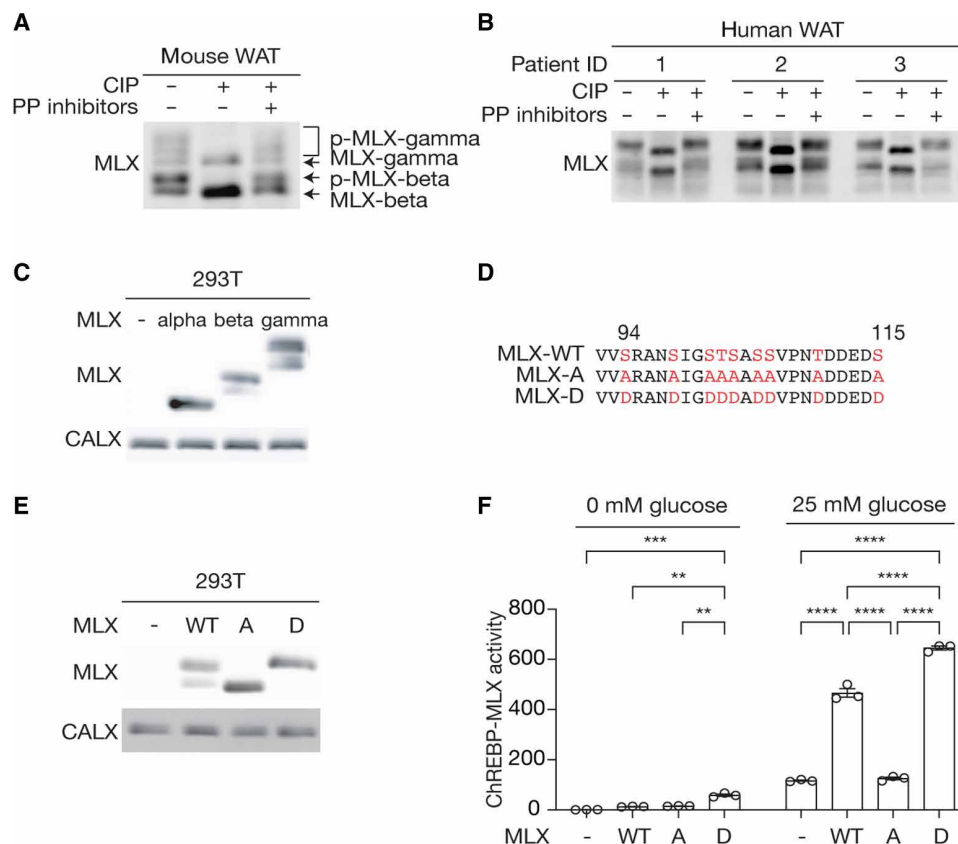 A
Mouse WAT
CIP - + +
PP inhibitors - - +
MLX
p-MLX-gamma
MLX-gamma
p-MLX-beta
MLX-beta
B
Human WAT
Patient ID 1 2 3
CIP - + + - + + - + +
PP inhibitors - - + - - + - - +
MLX
C
293T
MLX - alpha beta gamma
MLX
CALX
D
94 115
MLX-WT VVSRANSIGSTSASSVPNTDDEDS
MLX-A VVARANAIGAAAAAAVPNADDEDA
MLX-D VVDRANDIGDDDADDVPNDDDEDD
E
293T
MLX - WT A D
MLX
CALX
F
0 mM glucose 25 mM glucose
*** ****
** ****
** **** **** ****
ChREBP-MLX activity
800
600
400
200
0
MLX - WT A D - WT A D